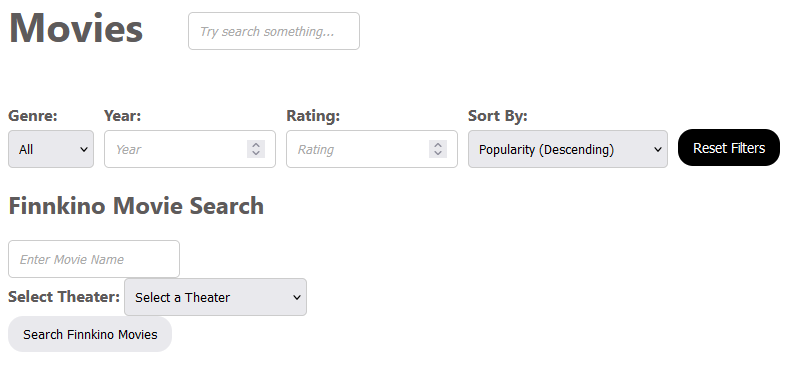 Movies Try search something...
Genre: Year: Rating: Sort By:
All Year Rating Popularity (Descending) Reset Filters
Finnkino Movie Search
Enter Movie Name
Select Theater: Select a Theater
Search Finnkino Movies